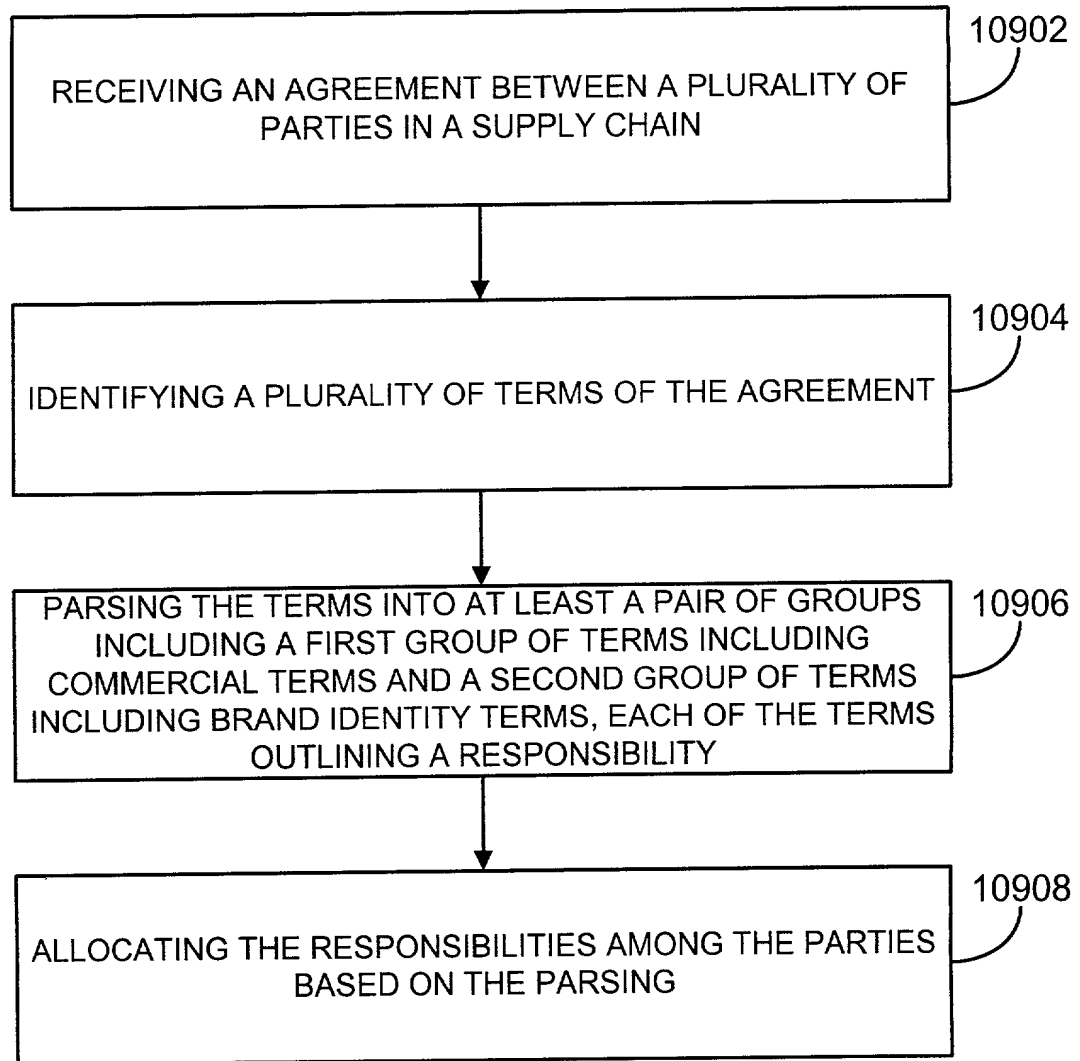 10902
RECEIVING AN AGREEMENT BETWEEN A PLURALITY OF
PARTIES IN A SUPPLY CHAIN
10904
IDENTIFYING A PLURALITY OF TERMS OF THE AGREEMENT
10906
PARSING THE TERMS INTO AT LEAST A PAIR OF GROUPS
INCLUDING A FIRST GROUP OF TERMS INCLUDING
COMMERCIAL TERMS AND A SECOND GROUP OF TERMS
INCLUDING BRAND IDENTITY TERMS, EACH OF THE TERMS
OUTLINING A RESPONSIBILITY
10908
ALLOCATING THE RESPONSIBILITIES AMONG THE PARTIES
BASED ON THE PARSING